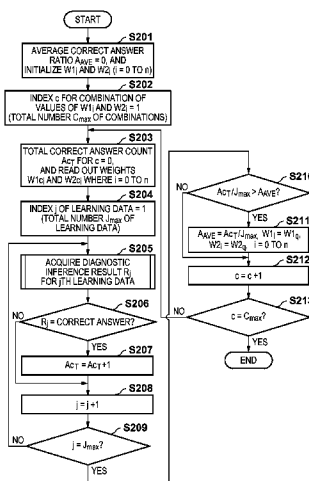 START
S201
AVERAGE CORRECT ANSWER
RATIO AAVE = 0, AND
INITIALIZE W1i AND W2i (i = 0 TO n)
S202
INDEX c FOR COMBINATION OF
VALUES OF W1i AND W2i = 1
(TOTAL NUMBER Cmax OF COMBINATIONS)
S203
TOTAL CORRECT ANSWER COUNT
AcT FOR c = 0,
AND READ OUT WEIGHTS
W1ci AND W2ci WHERE i = 0 TO n
S204
INDEX j OF LEARNING DATA = 1
(TOTAL NUMBER Jmax OF
LEARNING DATA)
S205
ACQUIRE DIAGNOSTIC
INFERENCE RESULT Rj
FOR jTH LEARNING DATA
S206
Rj = CORRECT ANSWER?
NO
YES
S207
AcT = AcT+1
S208
j = j +1
S209
NO
j = Jmax?
YES
S210
NO
AcT/Jmax > AAVE?
YES
S211
AAVE = AcT/Jmax, W1i = W1ci,
W2i = W2ci, i = 0 TO n
S212
c = c +1
S213
NO
c = Cmax?
YES
END